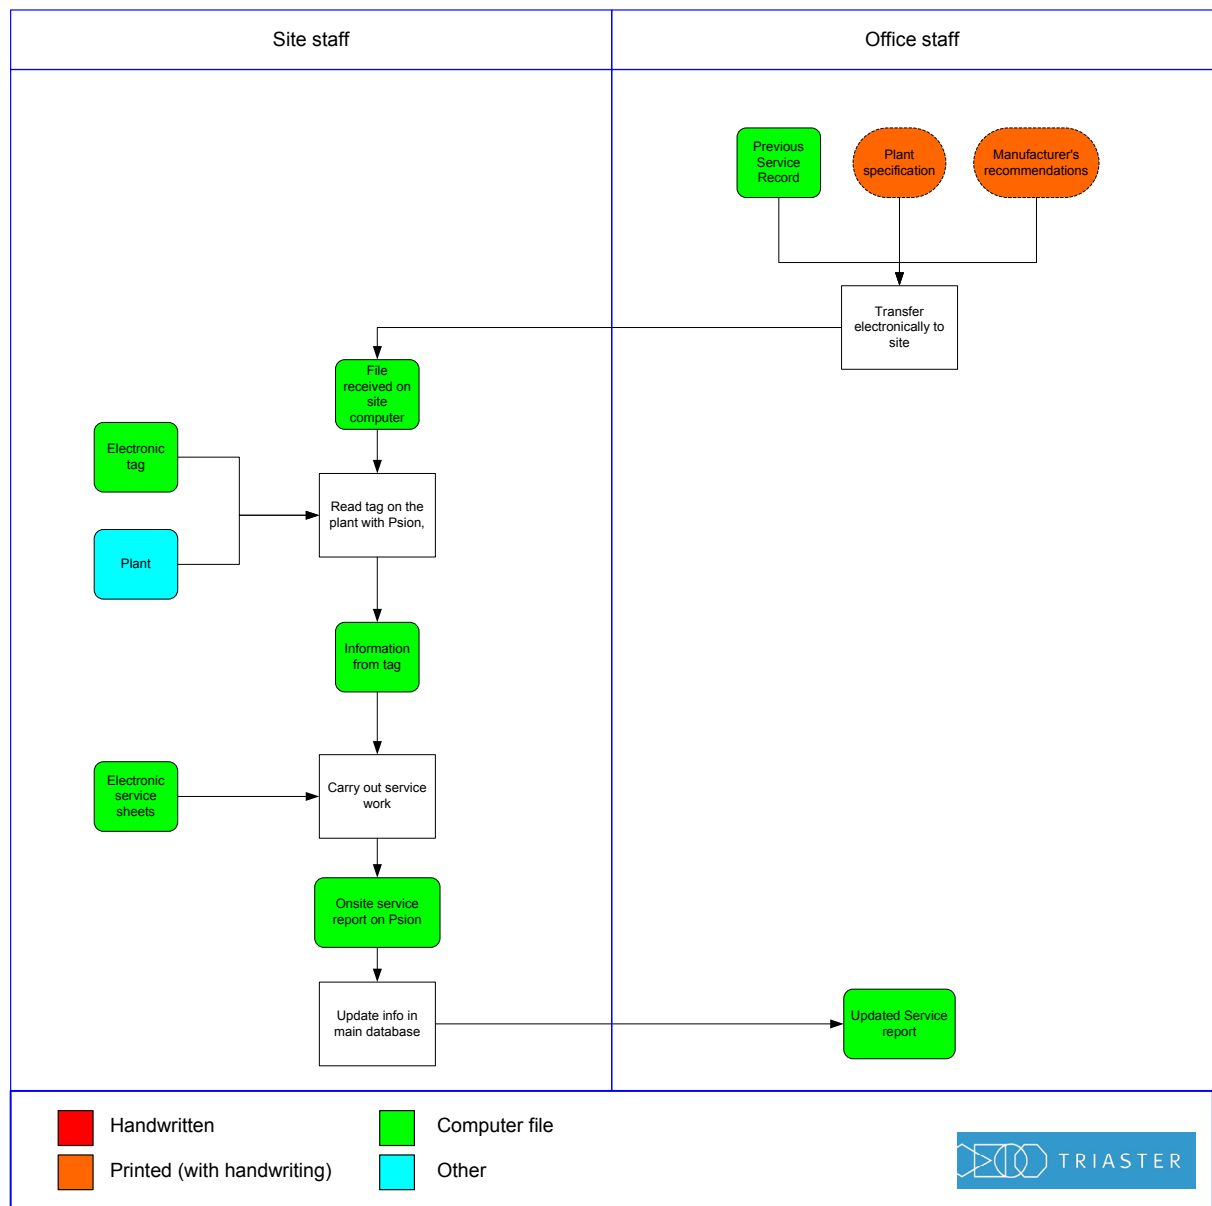 Site staff
Office staff
Previous
Service
Record
Plant
specification
Manufacturer's
recommendations
Transfer
electronically to
site
File
received on
site
computer
Electronic
tag
Read tag on the
plant with Psion,
Plant
Information
from tag
Electronic
service
sheets
Carry out service
work
Onsite service
report on Psion
Update info in
main database
Updated Service
report
Handwritten
Computer file
Printed (with handwriting)
Other
TRIASTER